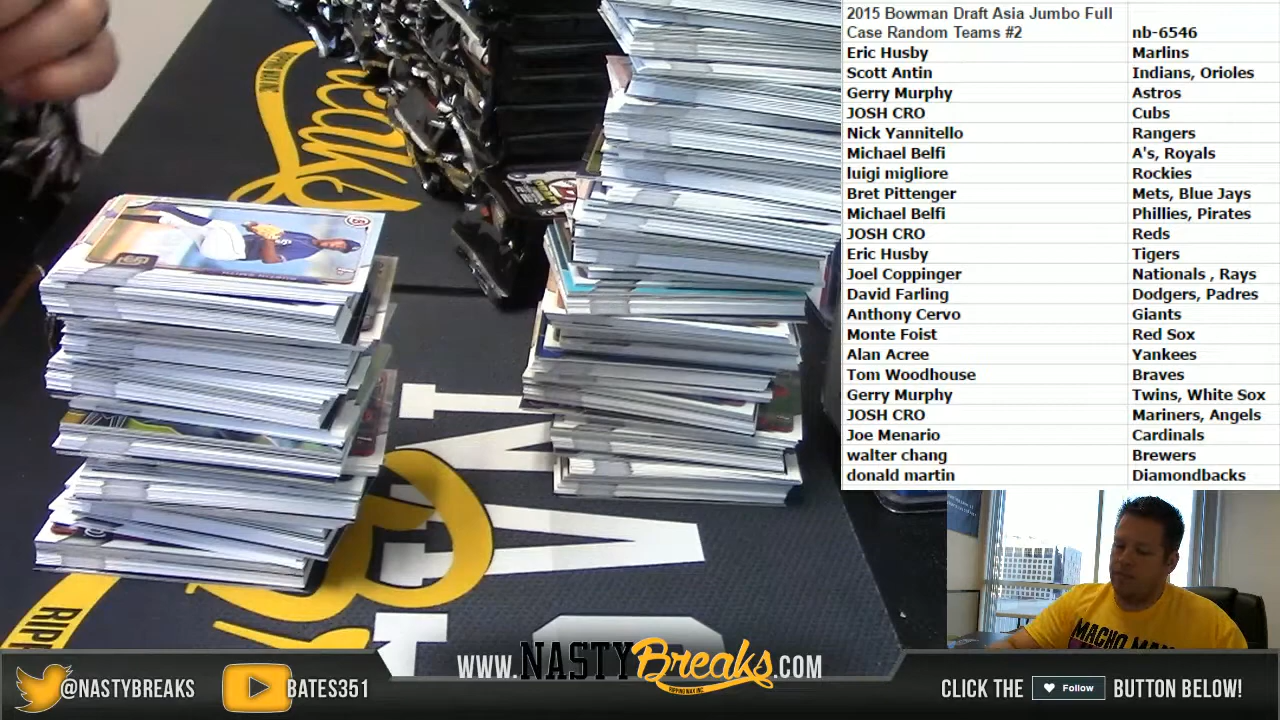 2015 Bowman Draft Asia Jumbo Full
Case Random Teams #2 nb-6546
Eric Husby Marlins
Scott Antin Indians, Orioles
Gerry Murphy Astros
JOSH CRO Cubs
Nick Yannitello Rangers
Michael Belfi A's, Royals
luigi migliore Rockies
Bret Pittenger Mets, Blue Jays
Michael Belfi Phillies, Pirates
JOSH CRO Reds
Eric Husby Tigers
Joel Coppinger Nationals , Rays
David Farling Dodgers, Padres
Anthony Cervo Giants
Monte Foist Red Sox
Alan Acree Yankees
Tom Woodhouse Braves
Gerry Murphy Twins, White Sox
JOSH CRO Mariners, Angels
Joe Menario Cardinals
walter chang Brewers
donald martin Diamondbacks
MACHO MAN
@NASTYBREAKS
BATES351
WWW.NASTYBreaks.COM
RIPPING WAX INC.
CLICK THE Follow BUTTON BELOW!